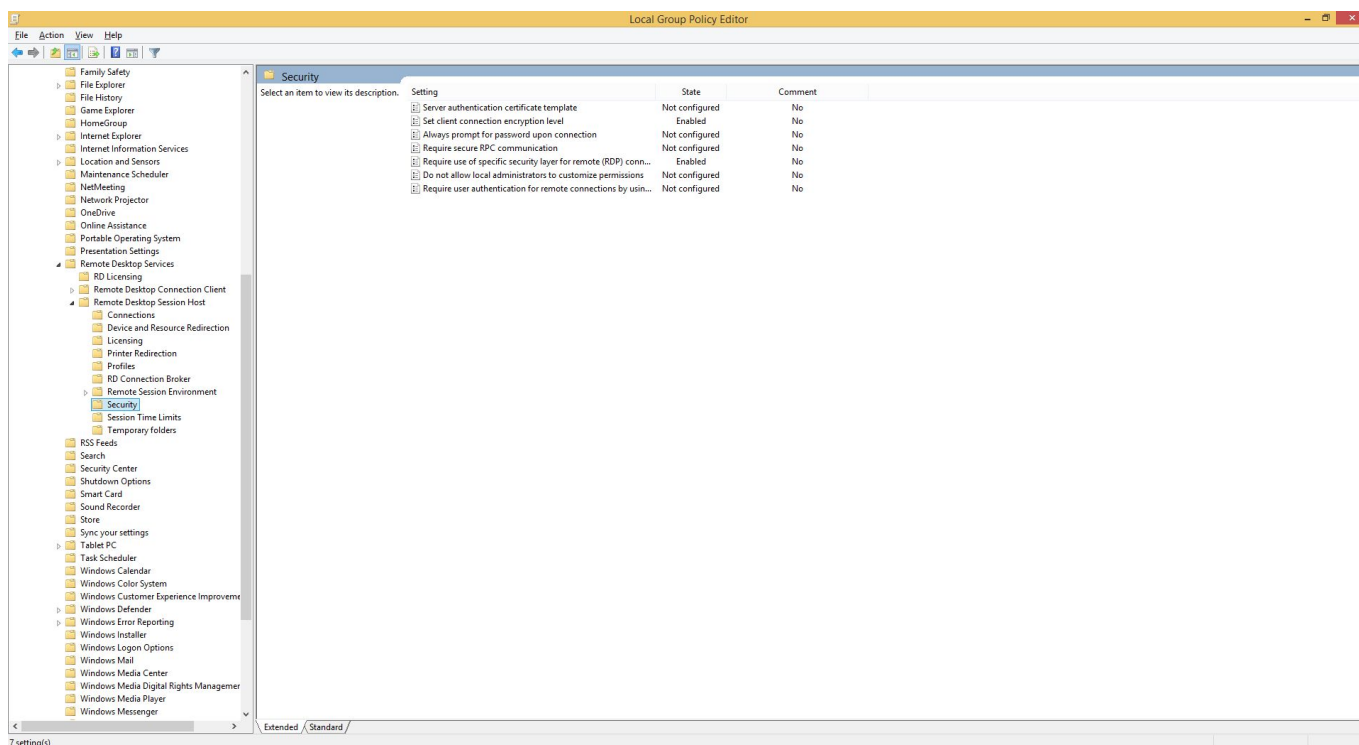 Local Group Policy Editor
File Action View Help
Family Safety
File Explorer
File History
Game Explorer
HomeGroup
Internet Explorer
Internet Information Services
Location and Sensors
Maintenance Scheduler
NetMeeting
Network Projector
OneDrive
Online Assistance
Portable Operating System
Presentation Settings
Remote Desktop Services
RD Licensing
Remote Desktop Connection Client
Remote Desktop Session Host
Connections
Device and Resource Redirection
Licensing
Printer Redirection
Profiles
RD Connection Broker
Remote Session Environment
Security
Session Time Limits
Temporary folders
RSS Feeds
Search
Security Center
Shutdown Options
Smart Card
Sound Recorder
Store
Sync your settings
Tablet PC
Task Scheduler
Windows Calendar
Windows Color System
Windows Customer Experience Improveme
Windows Defender
Windows Error Reporting
Windows Installer
Windows Logon Options
Windows Mail
Windows Media Center
Windows Media Digital Rights Managemer
Windows Media Player
Windows Messenger
Security
Select an item to view its description.
Setting State Comment
Server authentication certificate template Not configured No
Set client connection encryption level Enabled No
Always prompt for password upon connection Not configured No
Require secure RPC communication Not configured No
Require use of specific security layer for remote (RDP) conn... Enabled No
Do not allow local administrators to customize permissions Not configured No
Require user authentication for remote connections by usin... Not configured No
Extended Standard
7 setting(s)